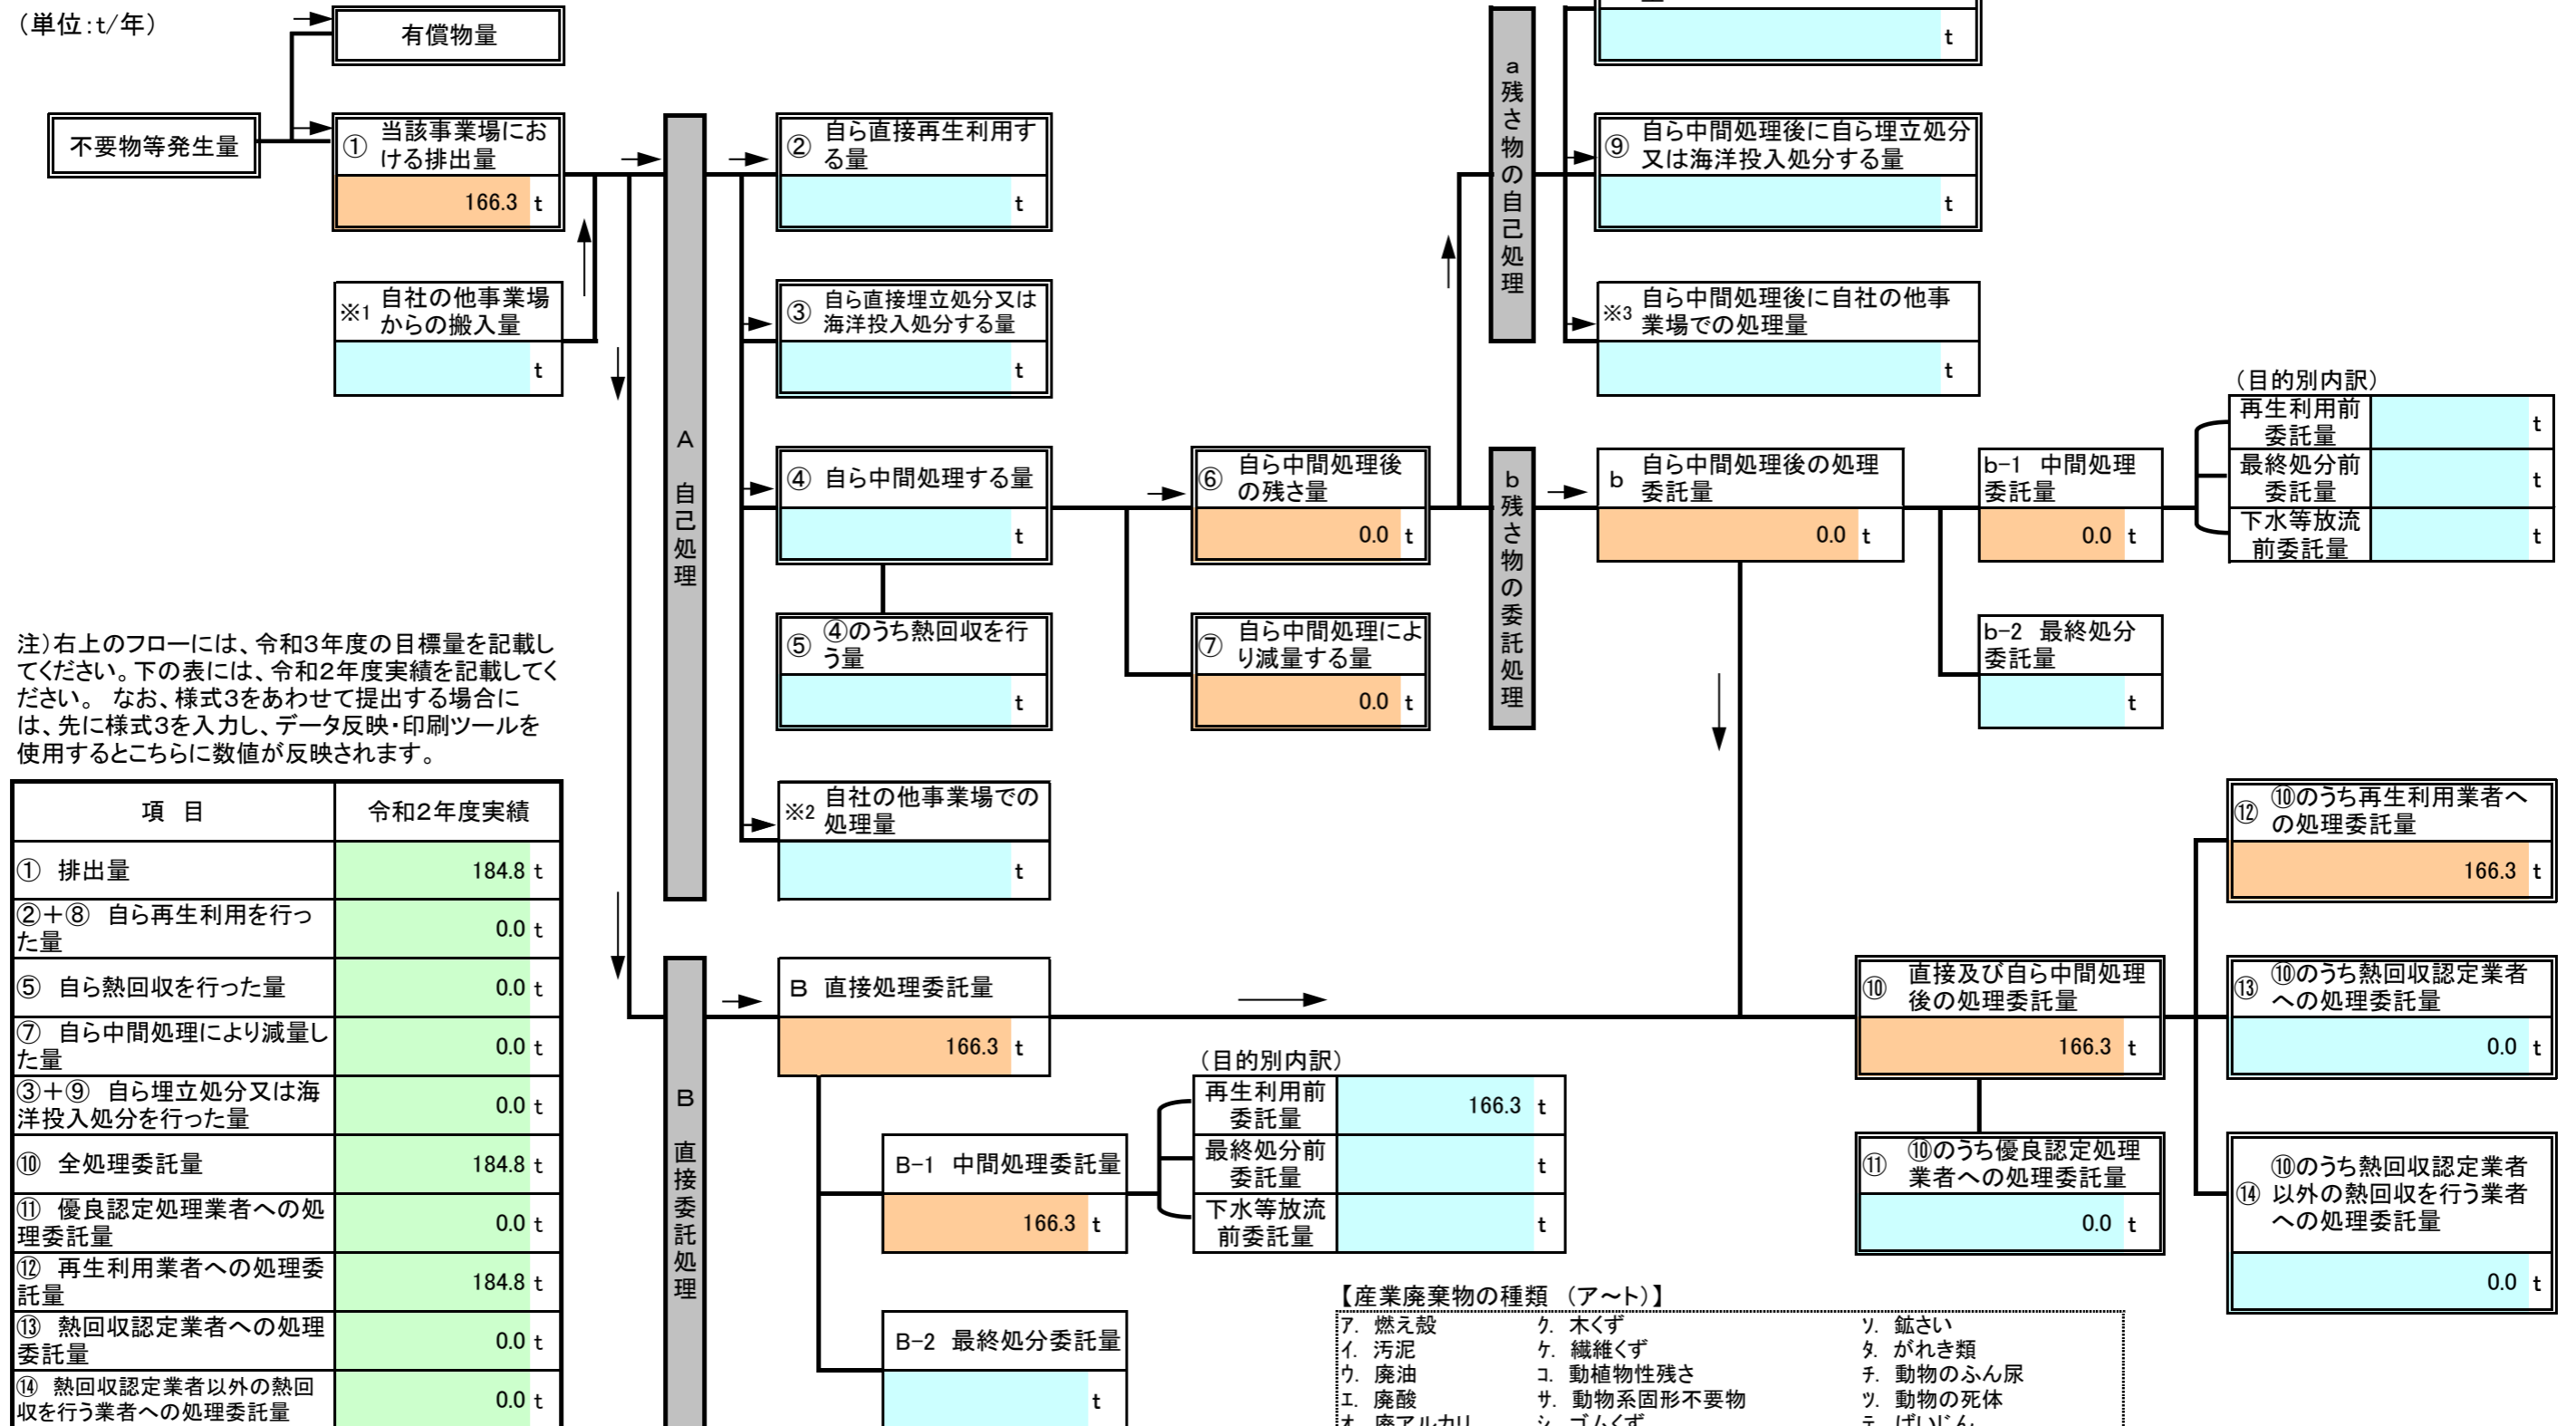 （単位：t/年）
有償物量
不要物等発生量
① 当該事業場にお
ける排出量
166.3 t
※1 自社の他事業場
からの搬入量
t
A 自己処理
② 自ら直接再生利用す
る量
t
③ 自ら直接埋立処分又は
海洋投入処分する量
t
④ 自ら中間処理する量
t
⑤ ④のうち熱回収を行
う量
t
※2 自社の他事業場での
処理量
t
⑥ 自ら中間処理後
の残さ量
0.0 t
⑦ 自ら中間処理によ
り減量する量
0.0 t
a 残さ物の自己処理
t
⑨ 自ら中間処理後に自ら埋立処分
又は海洋投入処分する量
t
※3 自ら中間処理後に自社の他事
業場での処理量
t
b 残さ物の委託処理
b 自ら中間処理後の処理
委託量
0.0 t
b-1 中間処理
委託量
0.0 t
（目的別内訳）
再生利用前
委託量
t
最終処分前
委託量
t
下水等放流
前委託量
t
b-2 最終処分
委託量
t
注）右上のフローには、令和3年度の目標量を記載し
てください。下の表には、令和2年度実績を記載してく
ださい。 なお、様式3をあわせて提出する場合に
は、先に様式3を入力し、データ反映・印刷ツールを
使用するとこちらに数値が反映されます。
項 目 令和2年度実績
① 排出量 184.8 t
②＋⑧ 自ら再生利用を行っ
た量 0.0 t
⑤ 自ら熱回収を行った量 0.0 t
⑦ 自ら中間処理により減量し
た量 0.0 t
③＋⑨ 自ら埋立処分又は海
洋投入処分を行った量 0.0 t
⑩ 全処理委託量 184.8 t
⑪ 優良認定処理業者への処
理委託量 0.0 t
⑫ 再生利用業者への処理委
託量 184.8 t
⑬ 熱回収認定業者への処理
委託量 0.0 t
⑭ 熱回収認定業者以外の熱回
収を行う業者への処理委託量 0.0 t
B 直接委託処理
B 直接処理委託量
166.3 t
B-1 中間処理委託量
166.3 t
（目的別内訳）
再生利用前
委託量 166.3 t
最終処分前
委託量 t
下水等放流
前委託量 t
B-2 最終処分委託量
t
⑩ 直接及び自ら中間処理
後の処理委託量
166.3 t
⑪ ⑩のうち優良認定処理
業者への処理委託量
0.0 t
⑫ ⑩のうち再生利用業者へ
の処理委託量
166.3 t
⑬ ⑩のうち熱回収認定業者
への処理委託量
0.0 t
⑭ ⑩のうち熱回収認定業者
以外の熱回収を行う業者
への処理委託量
0.0 t
【産業廃棄物の種類 （ア～ト）】
ア. 燃え殻 ク. 木くず ソ. 鉱さい
イ. 汚泥 ケ. 繊維くず タ. がれき類
ウ. 廃油 コ. 動植物性残さ チ. 動物のふん尿
エ. 廃酸 サ. 動物系固形不要物 ツ. 動物の死体
オ. 廃アルカリ シ. ゴムくず テ. ばいじん